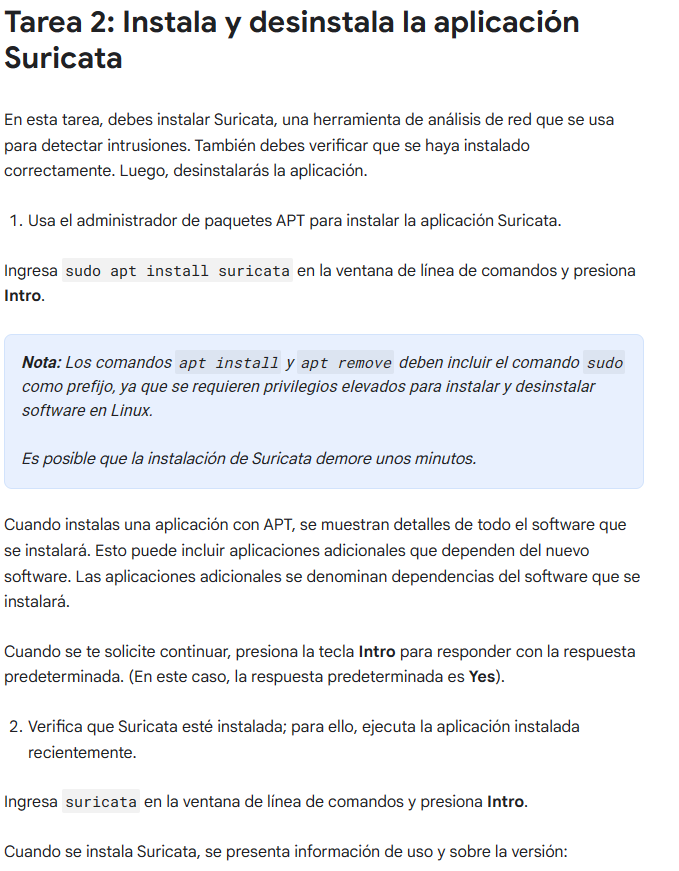 Tarea 2: Instala y desinstala la aplicación
Suricata
En esta tarea, debes instalar Suricata, una herramienta de análisis de red que se usa
para detectar intrusiones. También debes verificar que se haya instalado
correctamente. Luego, desinstalarás la aplicación.
1. Usa el administrador de paquetes APT para instalar la aplicación Suricata.
Ingresa sudo apt install suricata en la ventana de línea de comandos y presiona
Intro.
Nota: Los comandos apt install y apt remove deben incluir el comando sudo
como prefijo, ya que se requieren privilegios elevados para instalar y desinstalar
software en Linux.
Es posible que la instalación de Suricata demore unos minutos.
Cuando instalas una aplicación con APT, se muestran detalles de todo el software que
se instalará. Esto puede incluir aplicaciones adicionales que dependen del nuevo
software. Las aplicaciones adicionales se denominan dependencias del software que se
instalará.
Cuando se te solicite continuar, presiona la tecla Intro para responder con la respuesta
predeterminada. (En este caso, la respuesta predeterminada es Yes).
2. Verifica que Suricata esté instalada; para ello, ejecuta la aplicación instalada
recientemente.
Ingresa suricata en la ventana de línea de comandos y presiona Intro.
Cuando se instala Suricata, se presenta información de uso y sobre la versión: